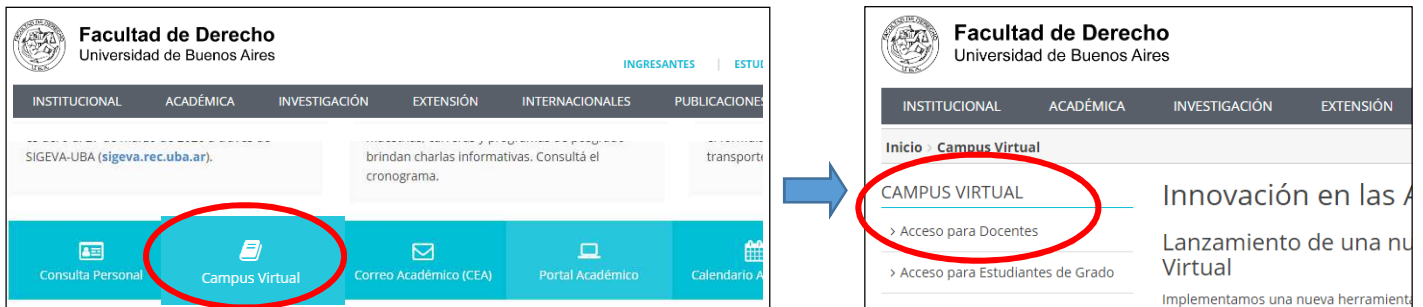 Facultad de Derecho
Universidad de Buenos Aires
INGRESANTES
INSTITUCIONAL ACADÉMICA INVESTIGACIÓN EXTENSIÓN INTERNACIONALES PUBLICACIONES
SIGEVA-UBA (sigeva.rec.uba.ar).
brindan charlas informativas. Consultá el
cronograma.
transporte
Consulta Personal
Campus Virtual
Correo Académico (CEA)
Portal Académico
Calendario A
Facultad de Derecho
Universidad de Buenos Aires
INSTITUCIONAL ACADÉMICA INVESTIGACIÓN EXTENSIÓN
Inicio > Campus Virtual
CAMPUS VIRTUAL
> Acceso para Docentes
> Acceso para Estudiantes de Grado
Innovación en las A
Lanzamiento de una nu
Virtual
Implementamos una nueva herramienta